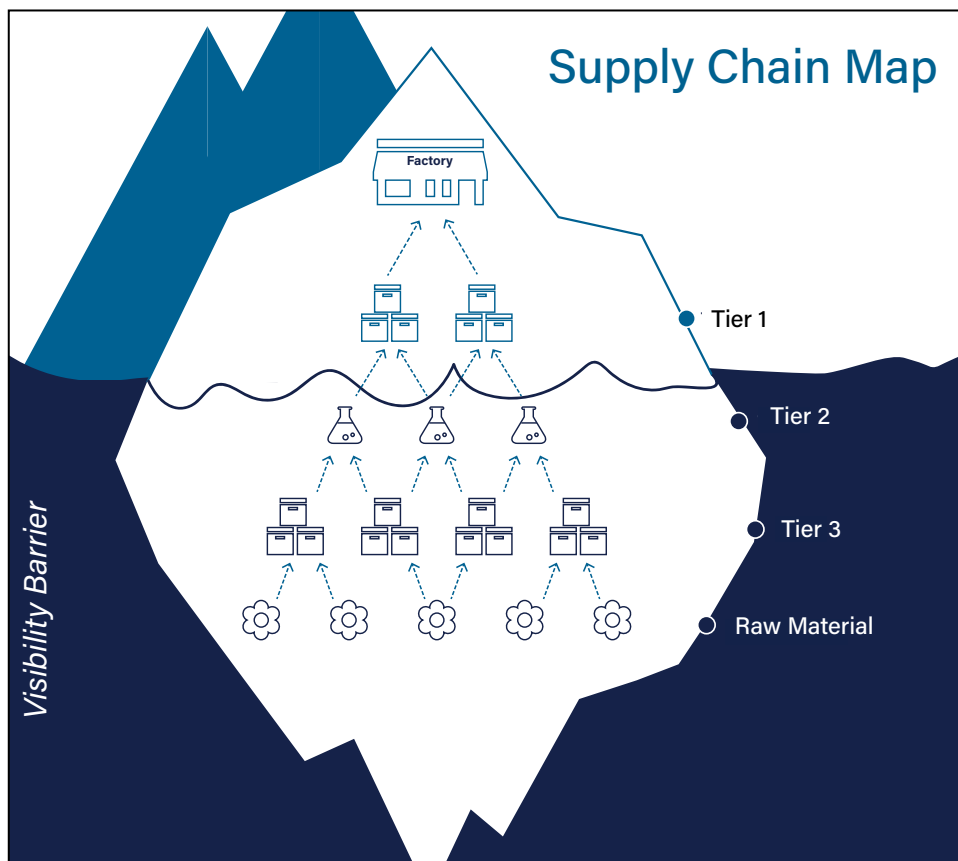 Supply Chain Map
Factory
Tier 1
Tier 2
Tier 3
Raw Material
Visibility Barrier